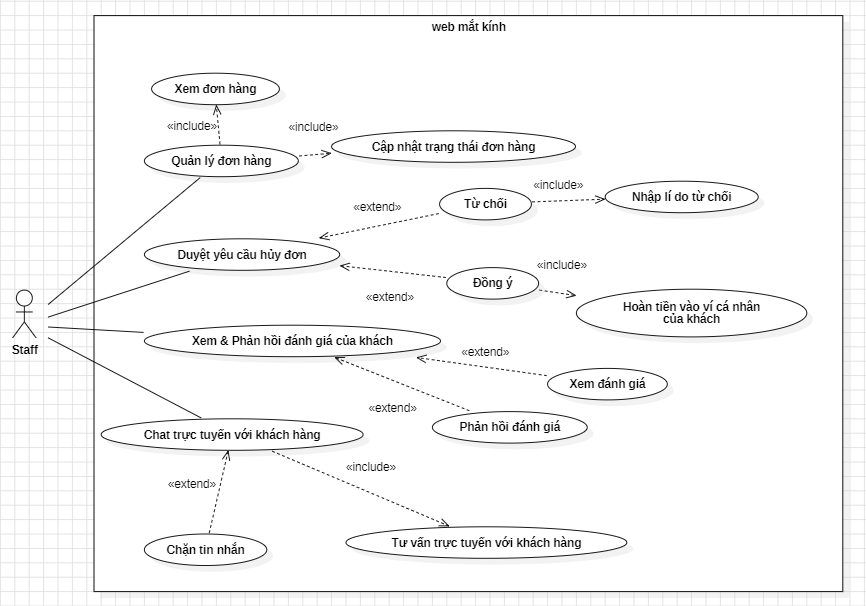 web mắt kính
Xem đơn hàng
«include»
«include»
Quản lý đơn hàng
Cập nhật trạng thái đơn hàng
«extend»
Từ chối
«include»
Nhập lí do từ chối
Duyệt yêu cầu hủy đơn
«extend»
Đồng ý
«include»
Hoàn tiền vào ví cá nhân
của khách
Staff
Xem & Phản hồi đánh giá của khách
«extend»
Xem đánh giá
«extend»
Phản hồi đánh giá
Chat trực tuyến với khách hàng
«extend»
«include»
Chặn tin nhắn
Tư vấn trực tuyến với khách hàng